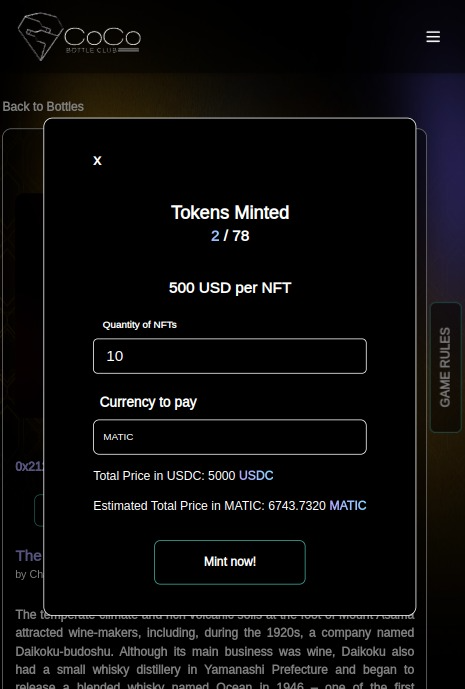 CoCo
BOTTLE CLUB
Back to Bottles
x
Tokens Minted
2 / 78
500 USD per NFT
Quantity of NFTs
10
Currency to pay
MATIC
Total Price in USDC: 5000 USDC
Estimated Total Price in MATIC: 6743.7320 MATIC
Mint now!
GAME RULES
0x21
The
by Ch
The temperate climate and rich volcanic soils at the foot of Mount Asama
attracted wine-makers, including, during the 1920s, a company named
Daikoku-budoshu. Although its main business was wine, Daikoku also
had a small whisky distillery in Yamanashi Prefecture and began to
release a blended whisky named Ocean in 1946 – one of the first